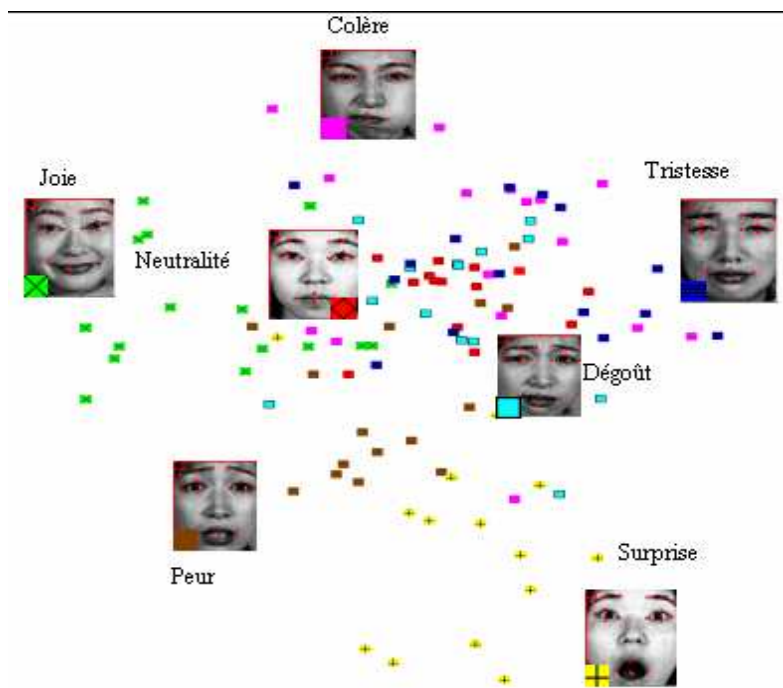 Colère
Joie
Tristesse
Neutralité
Dégoût
Surprise
Peur